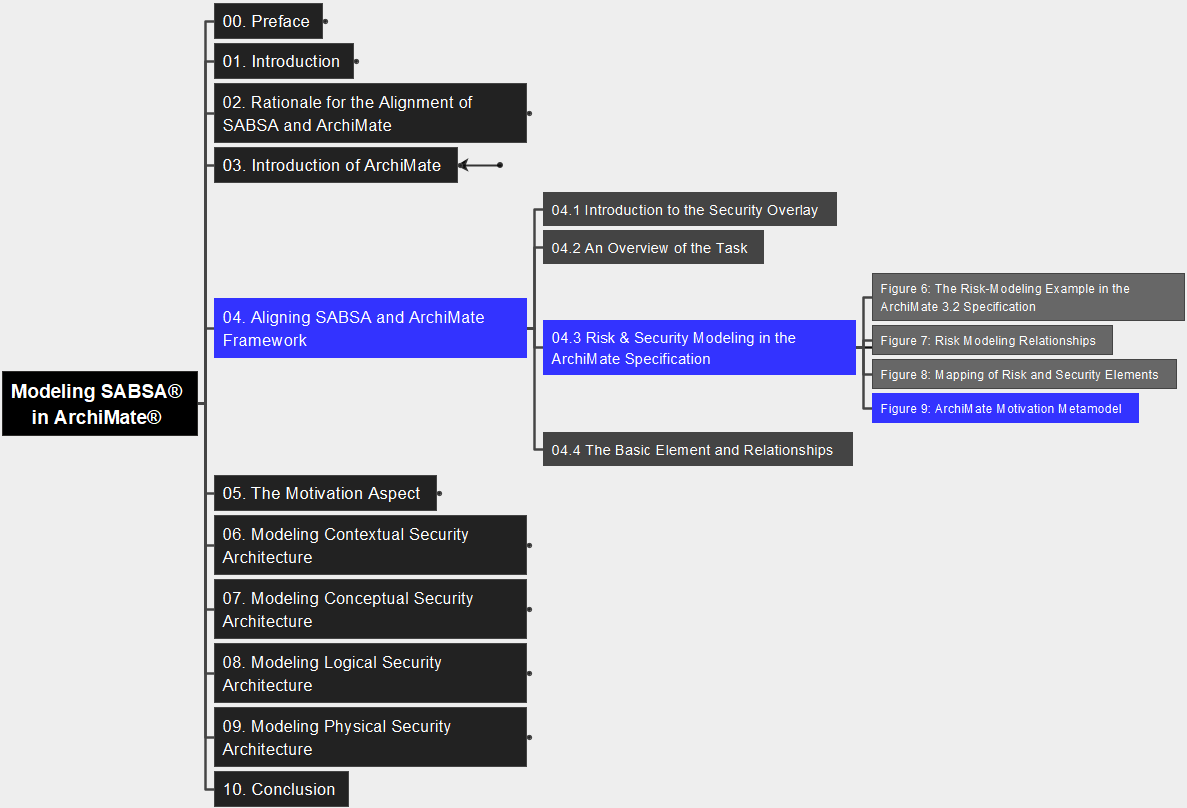 00. Preface
01. Introduction
02. Rationale for the Alignment of
SABSA and ArchiMate
03. Introduction of ArchiMate
04.1 Introduction to the Security Overlay
04.2 An Overview of the Task
Figure 6: The Risk-Modeling Example in the
ArchiMate 3.2 Specification
04. Aligning SABSA and ArchiMate
Framework
04.3 Risk & Security Modeling in the
ArchiMate Specification
Figure 7: Risk Modeling Relationships
Figure 8: Mapping of Risk and Security Elements
Figure 9: ArchiMate Motivation Metamodel
Modeling SABSA®
in ArchiMate®
04.4 The Basic Element and Relationships
05. The Motivation Aspect
06. Modeling Contextual Security
Architecture
07. Modeling Conceptual Security
Architecture
08. Modeling Logical Security
Architecture
09. Modeling Physical Security
Architecture
10. Conclusion